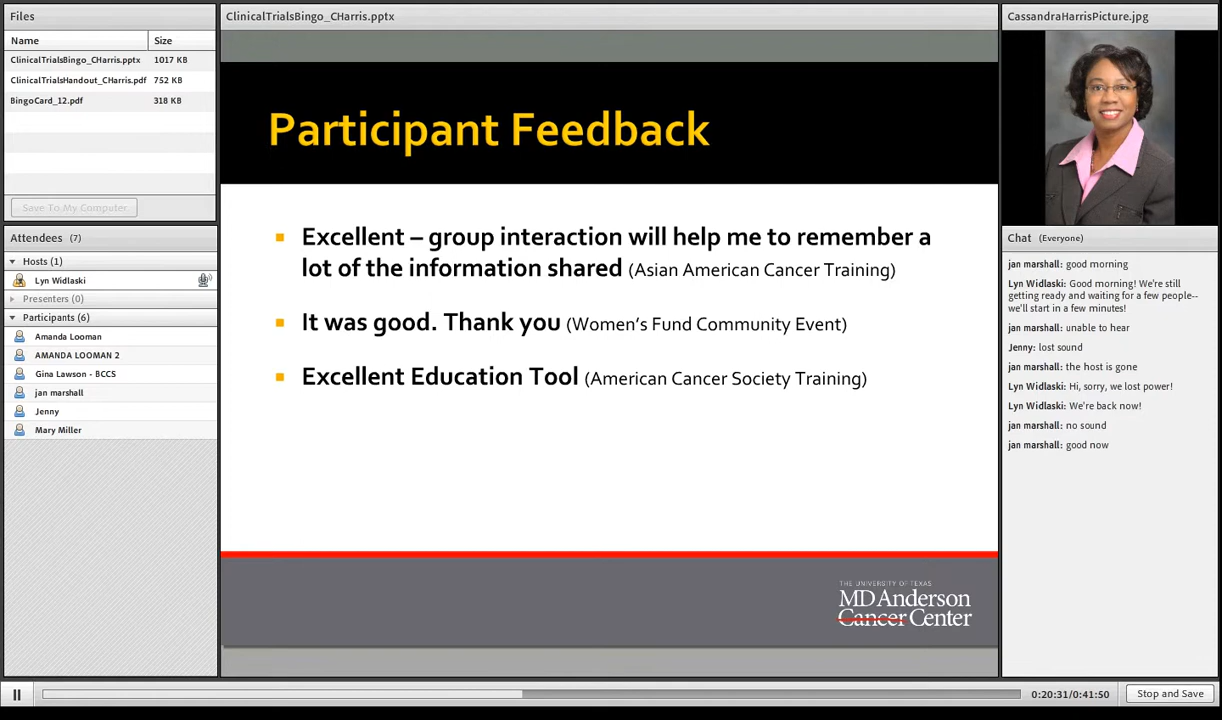 Files
Name Size
ClinicalTrialsBingo_CHarris.pptx 1017 KB
ClinicalTrialsHandout_CHarris.pdf 752 KB
BingoCard_12.pdf 318 KB
Save To My Computer
Attendees (7)
Hosts (1)
Lyn Widlaski
Presenters (0)
Participants (6)
Amanda Looman
AMANDA LOOMAN 2
Gina Lawson - BCCS
jan marshall
Jenny
Mary Miller
ClinicalTrialsBingo_CHarris.pptx
Participant Feedback
Excellent – group interaction will help me to remember a
lot of the information shared (Asian American Cancer Training)
It was good. Thank you (Women’s Fund Community Event)
Excellent Education Tool (American Cancer Society Training)
THE UNIVERSITY OF TEXAS
MD Anderson
Cancer Center
CassandraHarrisPicture.jpg
Chat (Everyone)
jan marshall: good morning
Lyn Widlaski: Good morning! We're still
getting ready and waiting for a few people--
we'll start in a few minutes!
jan marshall: unable to hear
Jenny: lost sound
jan marshall: the host is gone
Lyn Widlaski: Hi, sorry, we lost power!
Lyn Widlaski: We're back now!
jan marshall: no sound
jan marshall: good now
0:20:31/0:41:50
Stop and Save